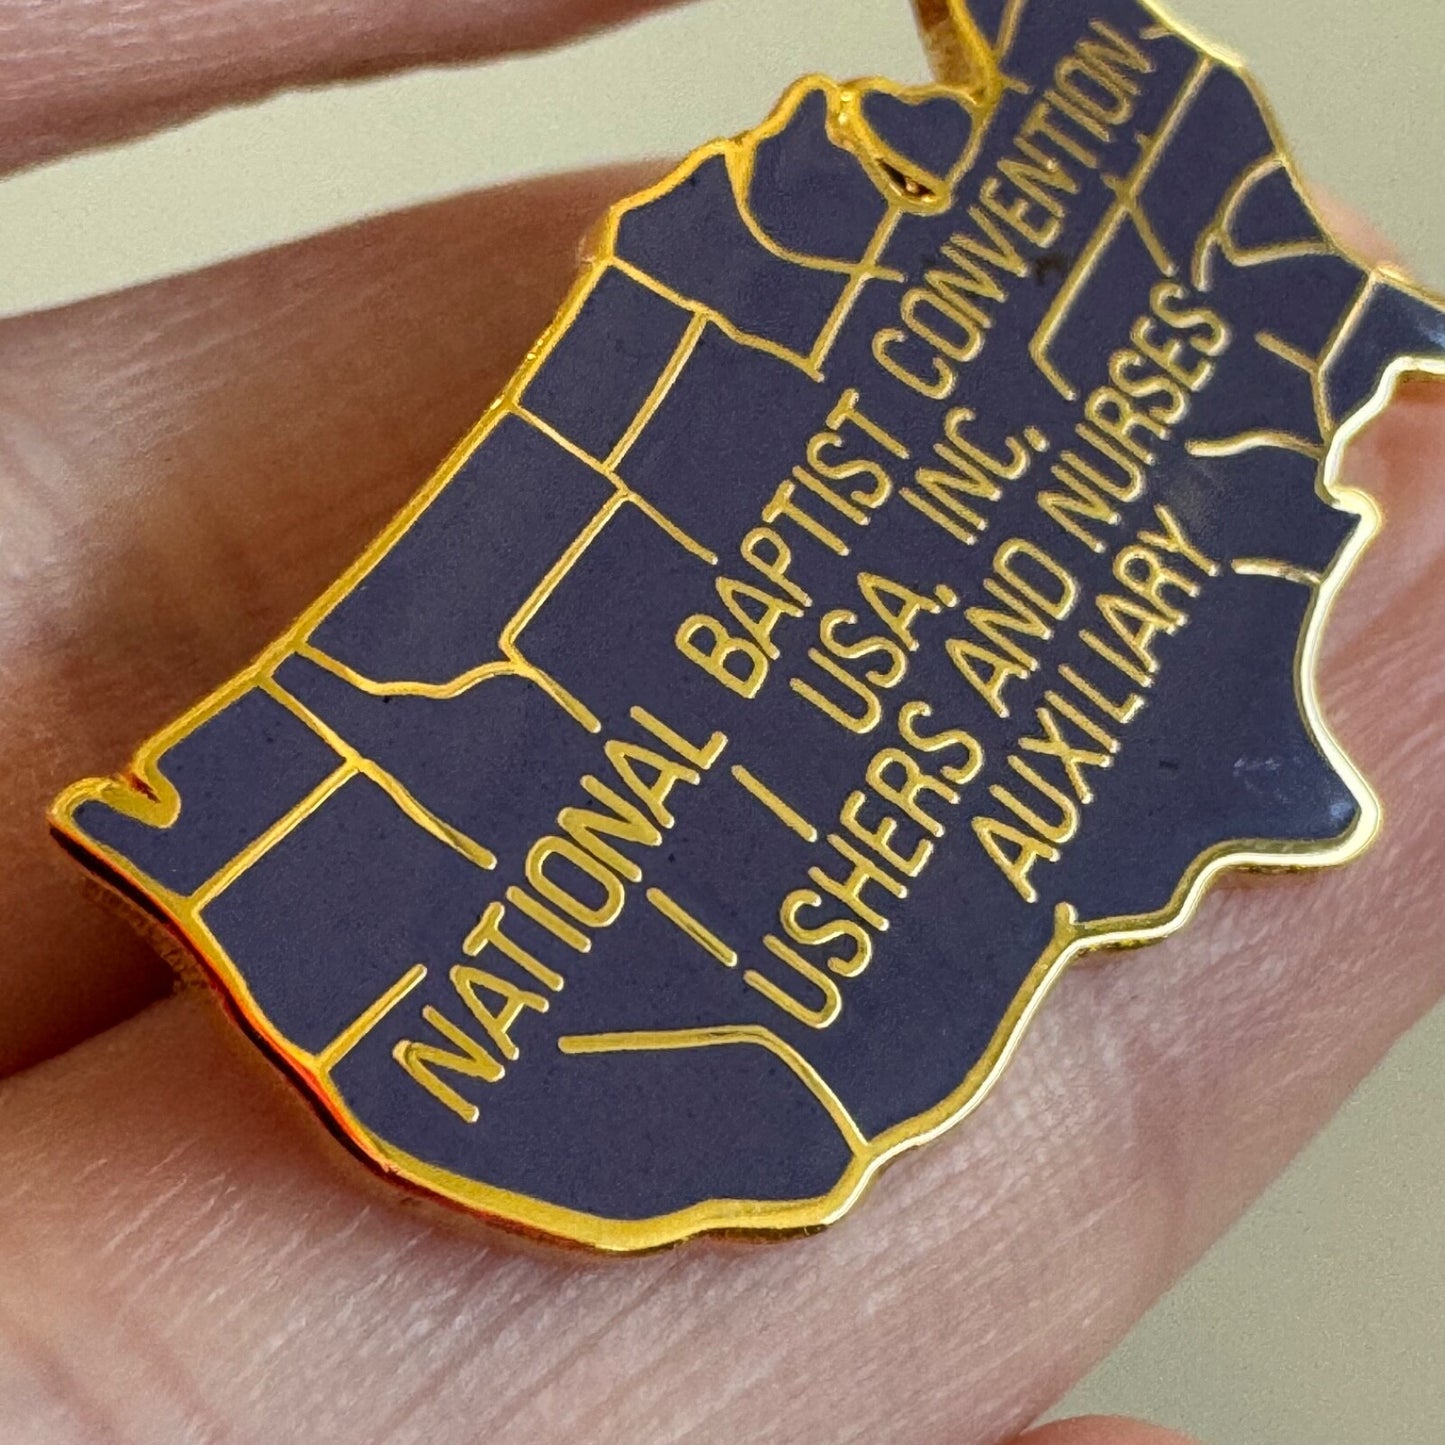 NATIONAL BAPTIST CONVENTION
USA. INC.
USHERS AND NURSES
AUXILIARY